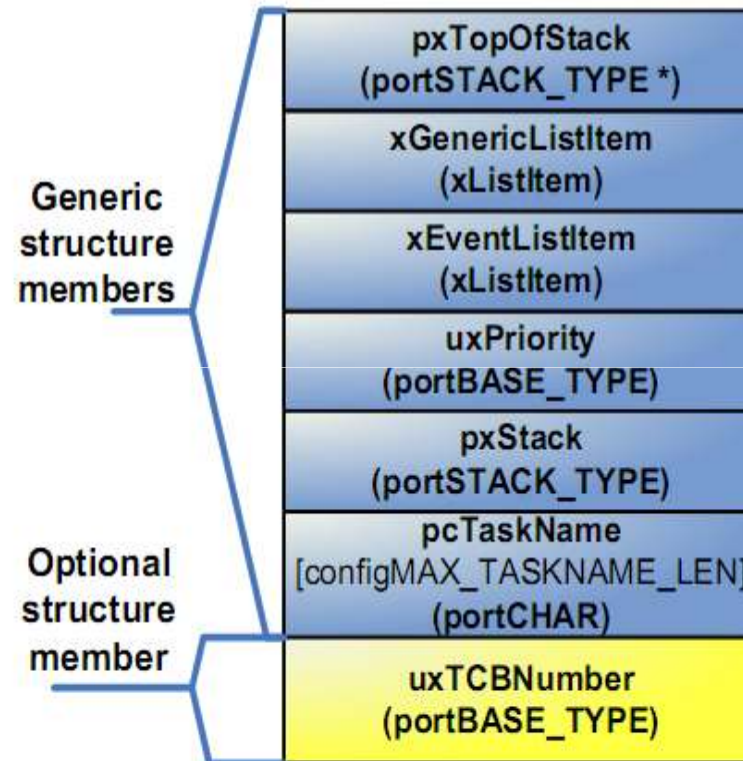 pxTopOfStack
(portSTACK_TYPE *)
xGenericListItem
(xListItem)
xEventListItem
(xListItem)
uxPriority
(portBASE_TYPE)
pxStack
(portSTACK_TYPE)
pcTaskName
[configMAX_TASKNAME_LEN]
(portCHAR)
uxTCBNumber
(portBASE_TYPE)
Generic
structure
members
Optional
structure
member